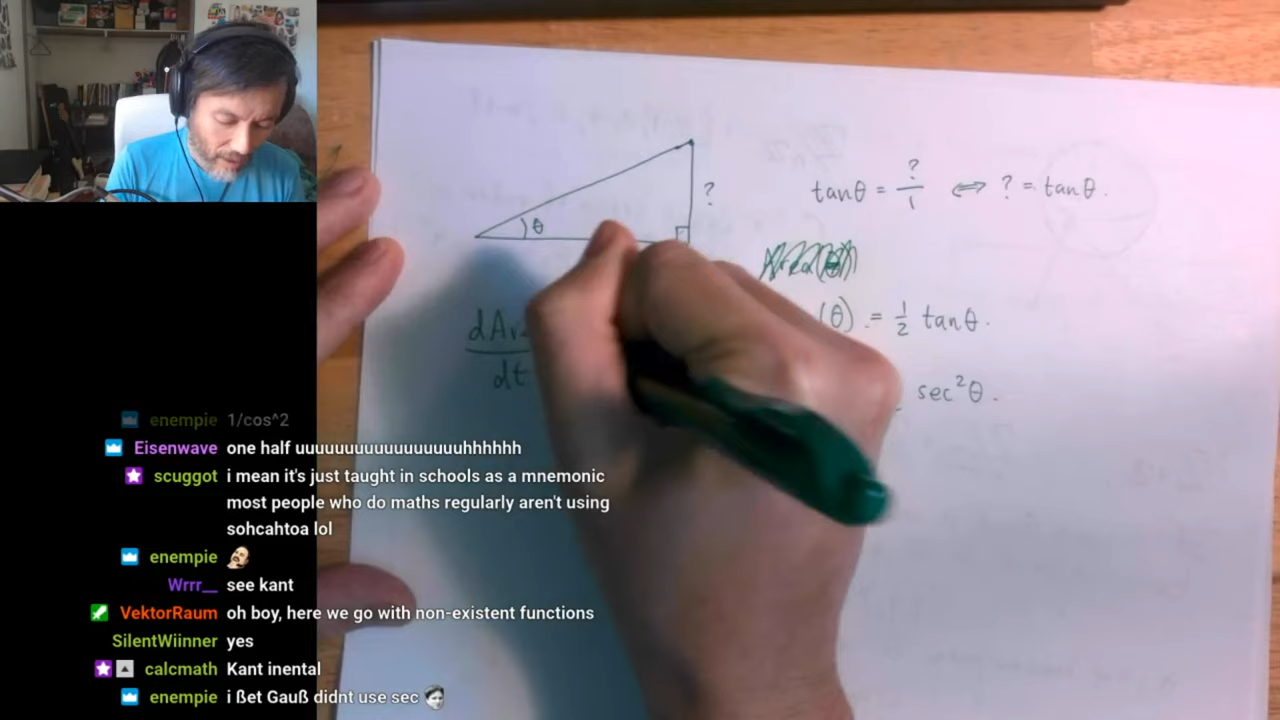 ?
θ
tanθ = ?/1 ⇔ ? = tanθ.
(θ) = 1/2 tanθ.
dAr
dt
sec²θ.
enempie 1/cos^2
Eisenwave one half uuuuuuuuuuuuuuuuuhhhhhh
scuggot i mean it's just taught in schools as a mnemonic
most people who do maths regularly aren't using
sohcahtoa lol
enempie
Wrrr__ see kant
VektorRaum oh boy, here we go with non-existent functions
SilentWiinner yes
calcmath Kant inental
enempie i ßet Gauß didnt use sec